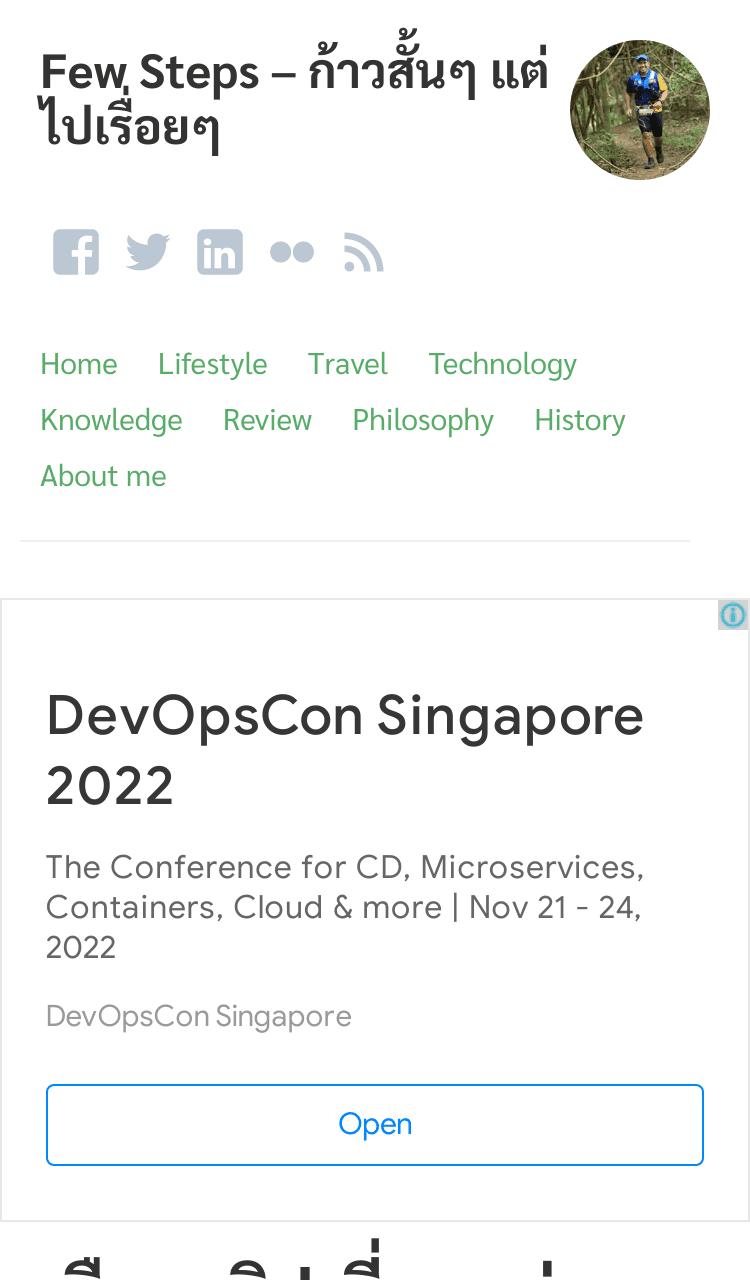 Few Steps – ก้าวสั้นๆ แต่
ไปเรื่อยๆ
Home Lifestyle Travel Technology
Knowledge Review Philosophy History
About me
DevOpsCon Singapore
2022
The Conference for CD, Microservices,
Containers, Cloud & more | Nov 21 - 24,
2022
DevOpsCon Singapore
Open